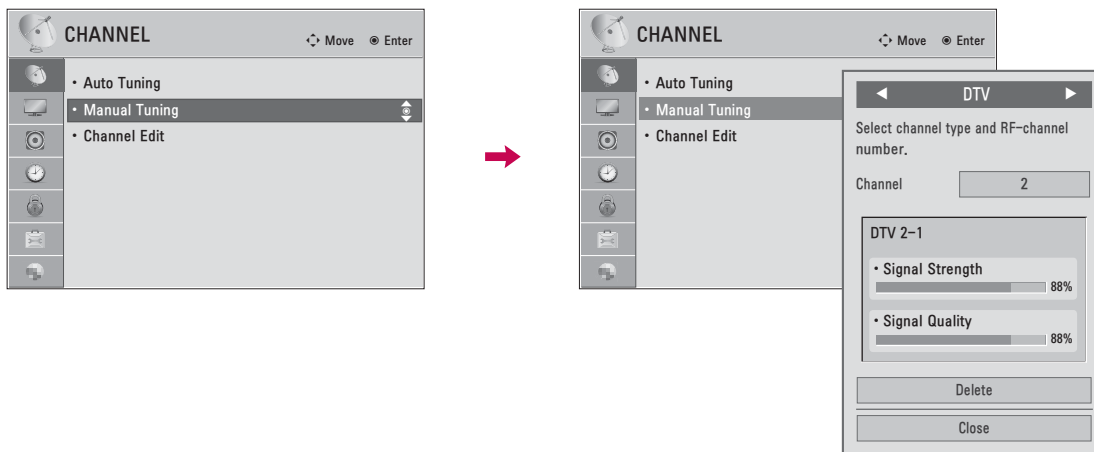 CHANNEL
Move Enter
• Auto Tuning
• Manual Tuning
• Channel Edit
CHANNEL
Move Enter
• Auto Tuning
• Manual Tuning
• Channel Edit
DTV
Select channel type and RF-channel
number.
Channel 2
DTV 2-1
• Signal Strength
88%
• Signal Quality
88%
Delete
Close